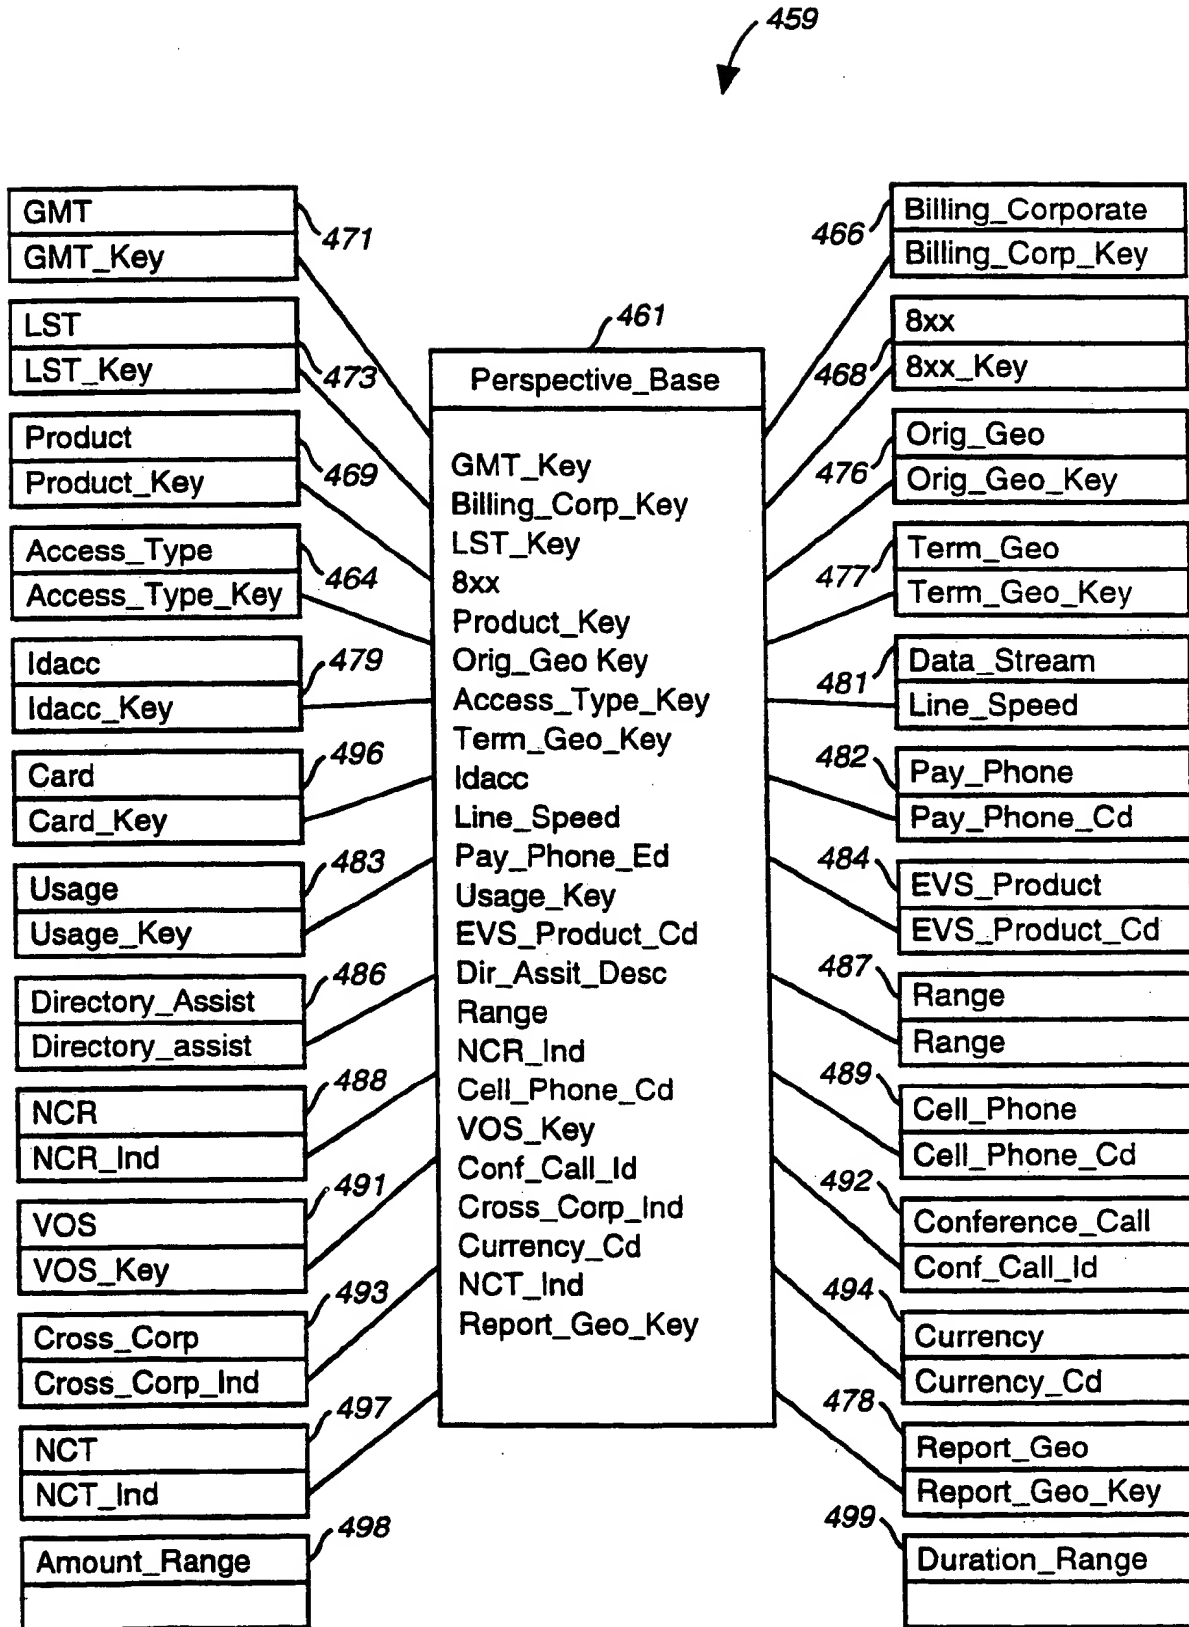 459
GMT
GMT_Key
471
LST
LST_Key
473
Product
Product_Key
469
Access_Type
Access_Type_Key
464
Idacc
Idacc_Key
479
Card
Card_Key
496
Usage
Usage_Key
483
Directory_Assist
Directory_assist
486
NCR
NCR_Ind
488
VOS
VOS_Key
491
Cross_Corp
Cross_Corp_Ind
493
NCT
NCT_Ind
497
Amount_Range
498
461
Perspective_Base
GMT_Key
Billing_Corp_Key
LST_Key
8xx
Product_Key
Orig_Geo Key
Access_Type_Key
Term_Geo_Key
Idacc
Line_Speed
Pay_Phone_Ed
Usage_Key
EVS_Product_Cd
Dir_Assit_Desc
Range
NCR_Ind
Cell_Phone_Cd
VOS_Key
Conf_Call_Id
Cross_Corp_Ind
Currency_Cd
NCT_Ind
Report_Geo_Key
466
Billing_Corporate
Billing_Corp_Key
468
8xx
8xx_Key
476
Orig_Geo
Orig_Geo_Key
477
Term_Geo
Term_Geo_Key
481
Data_Stream
Line_Speed
482
Pay_Phone
Pay_Phone_Cd
484
EVS_Product
EVS_Product_Cd
487
Range
Range
489
Cell_Phone
Cell_Phone_Cd
492
Conference_Call
Conf_Call_Id
494
Currency
Currency_Cd
478
Report_Geo
Report_Geo_Key
499
Duration_Range